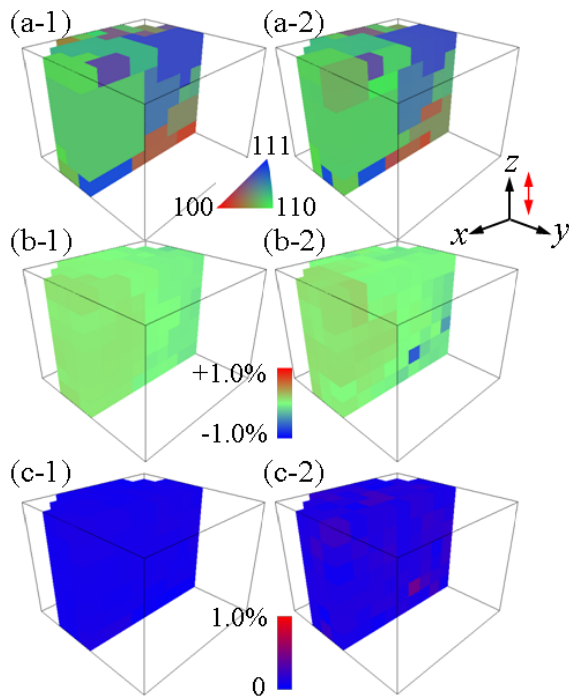 (a-1) (a-2)
111
100 110
z
x y
(b-1) (b-2)
+1.0%
-1.0%
(c-1) (c-2)
1.0%
0